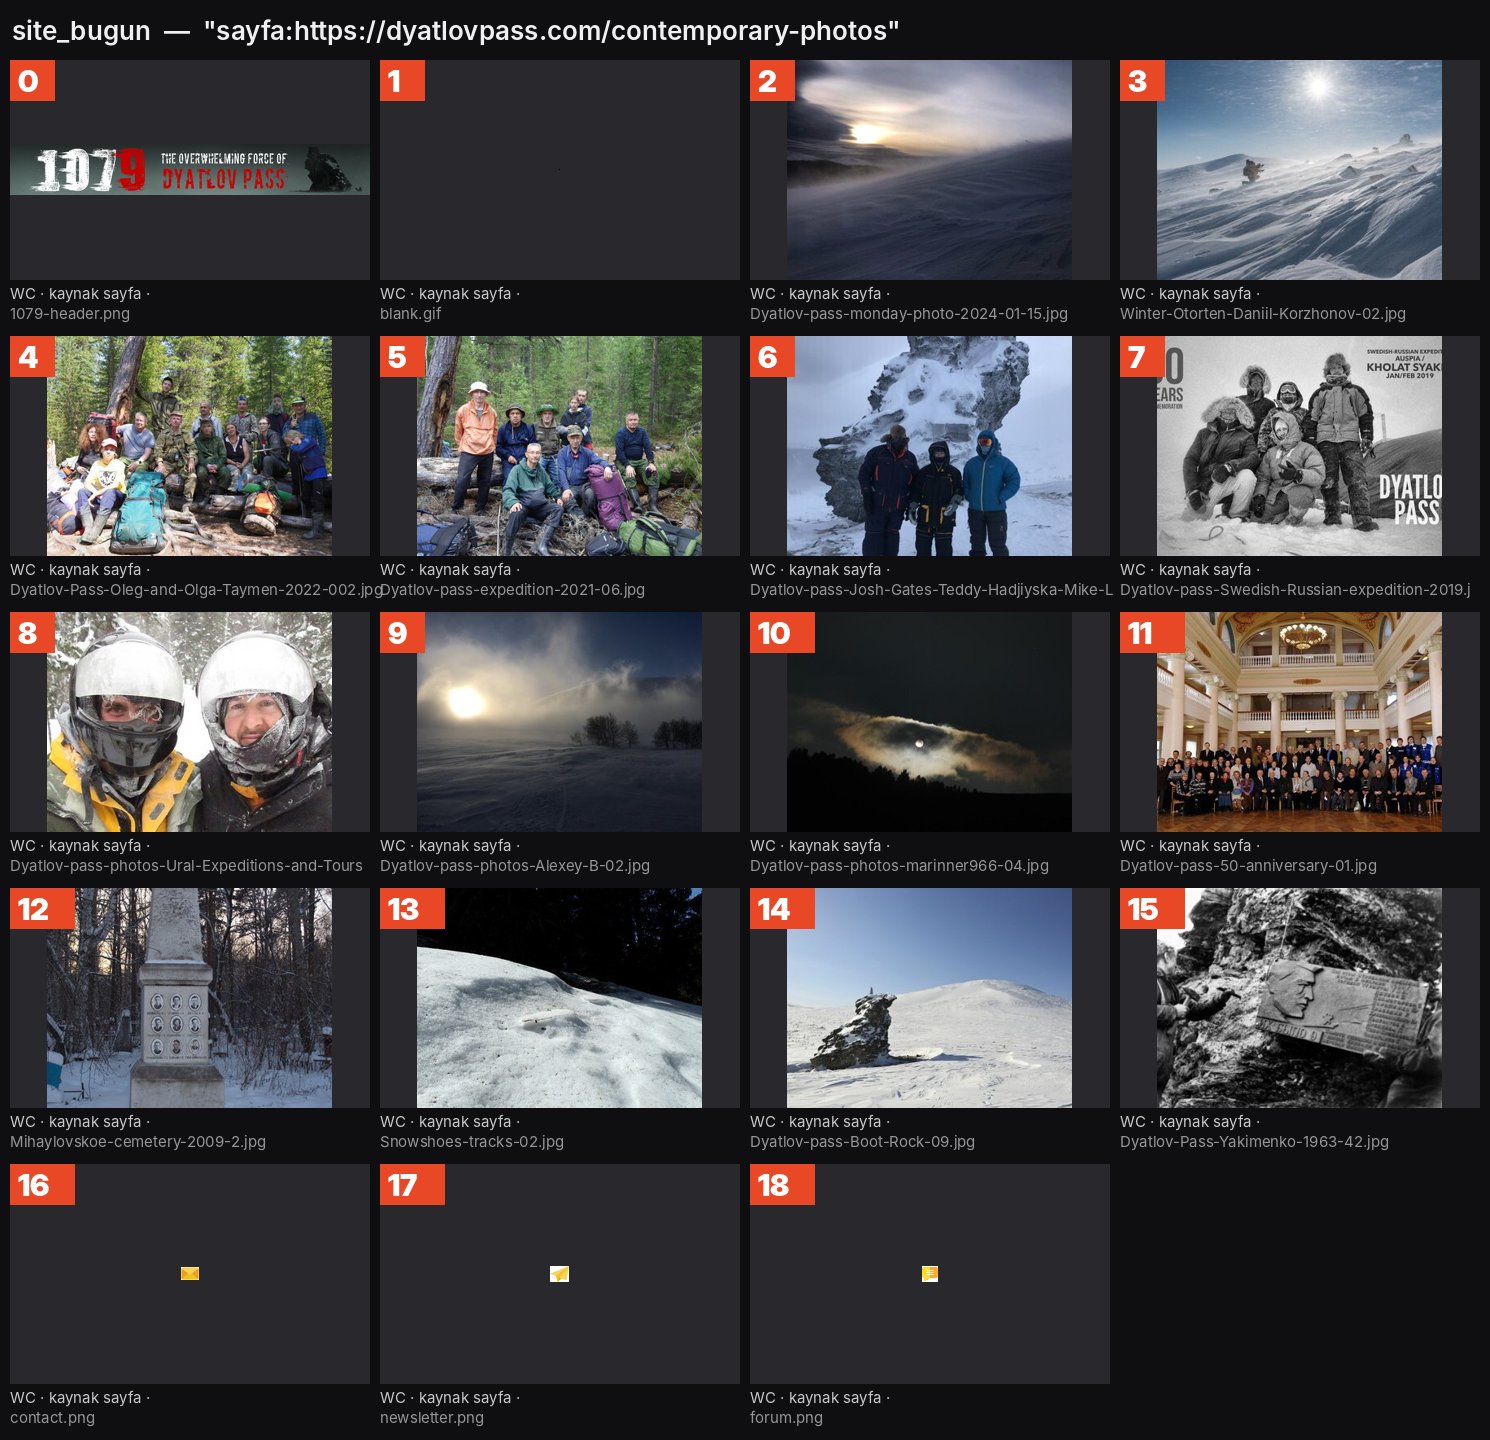 site_bugun — "sayfa:https://dyatlovpass.com/contemporary-photos"
0
1
2
3
1079 THE OVERWHELMING FORCE OF
DYATLOV PASS
WC · kaynak sayfa ·
1079-header.png
WC · kaynak sayfa ·
blank.gif
WC · kaynak sayfa ·
Dyatlov-pass-monday-photo-2024-01-15.jpg
WC · kaynak sayfa ·
Winter-Otorten-Daniil-Korzhonov-02.jpg
4
5
6
7
0
EARS
SWEDISH-RUSSIAN EXPEDIT
AUSPIA /
KHOLAT SYAK
JAN/FEB 2019
DYATLO
PASS
WC · kaynak sayfa ·
Dyatlov-Pass-Oleg-and-Olga-Taymen-2022-002.jpg
WC · kaynak sayfa ·
Dyatlov-pass-expedition-2021-06.jpg
WC · kaynak sayfa ·
Dyatlov-pass-Josh-Gates-Teddy-Hadjiyska-Mike-L
WC · kaynak sayfa ·
Dyatlov-pass-Swedish-Russian-expedition-2019.j
8
9
10
11
WC · kaynak sayfa ·
Dyatlov-pass-photos-Ural-Expeditions-and-Tours
WC · kaynak sayfa ·
Dyatlov-pass-photos-Alexey-B-02.jpg
WC · kaynak sayfa ·
Dyatlov-pass-photos-marinner966-04.jpg
WC · kaynak sayfa ·
Dyatlov-pass-50-anniversary-01.jpg
12
13
14
15
WC · kaynak sayfa ·
Mihaylovskoe-cemetery-2009-2.jpg
WC · kaynak sayfa ·
Snowshoes-tracks-02.jpg
WC · kaynak sayfa ·
Dyatlov-pass-Boot-Rock-09.jpg
WC · kaynak sayfa ·
Dyatlov-Pass-Yakimenko-1963-42.jpg
16
17
18
WC · kaynak sayfa ·
contact.png
WC · kaynak sayfa ·
newsletter.png
WC · kaynak sayfa ·
forum.png